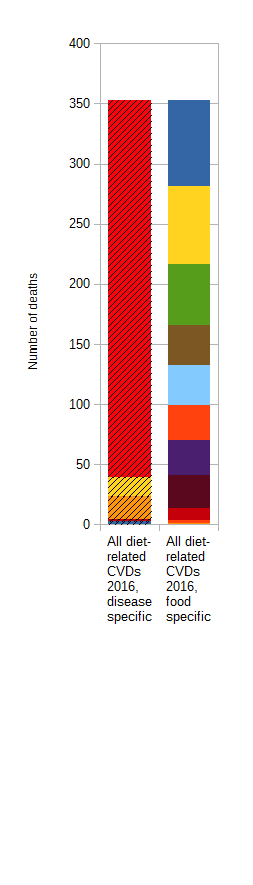 400
350
300
250
200
150
100
50
0
Number of deaths
All diet-
related
CVDs
2016,
disease
specific
All diet-
related
CVDs
2016,
food
specific